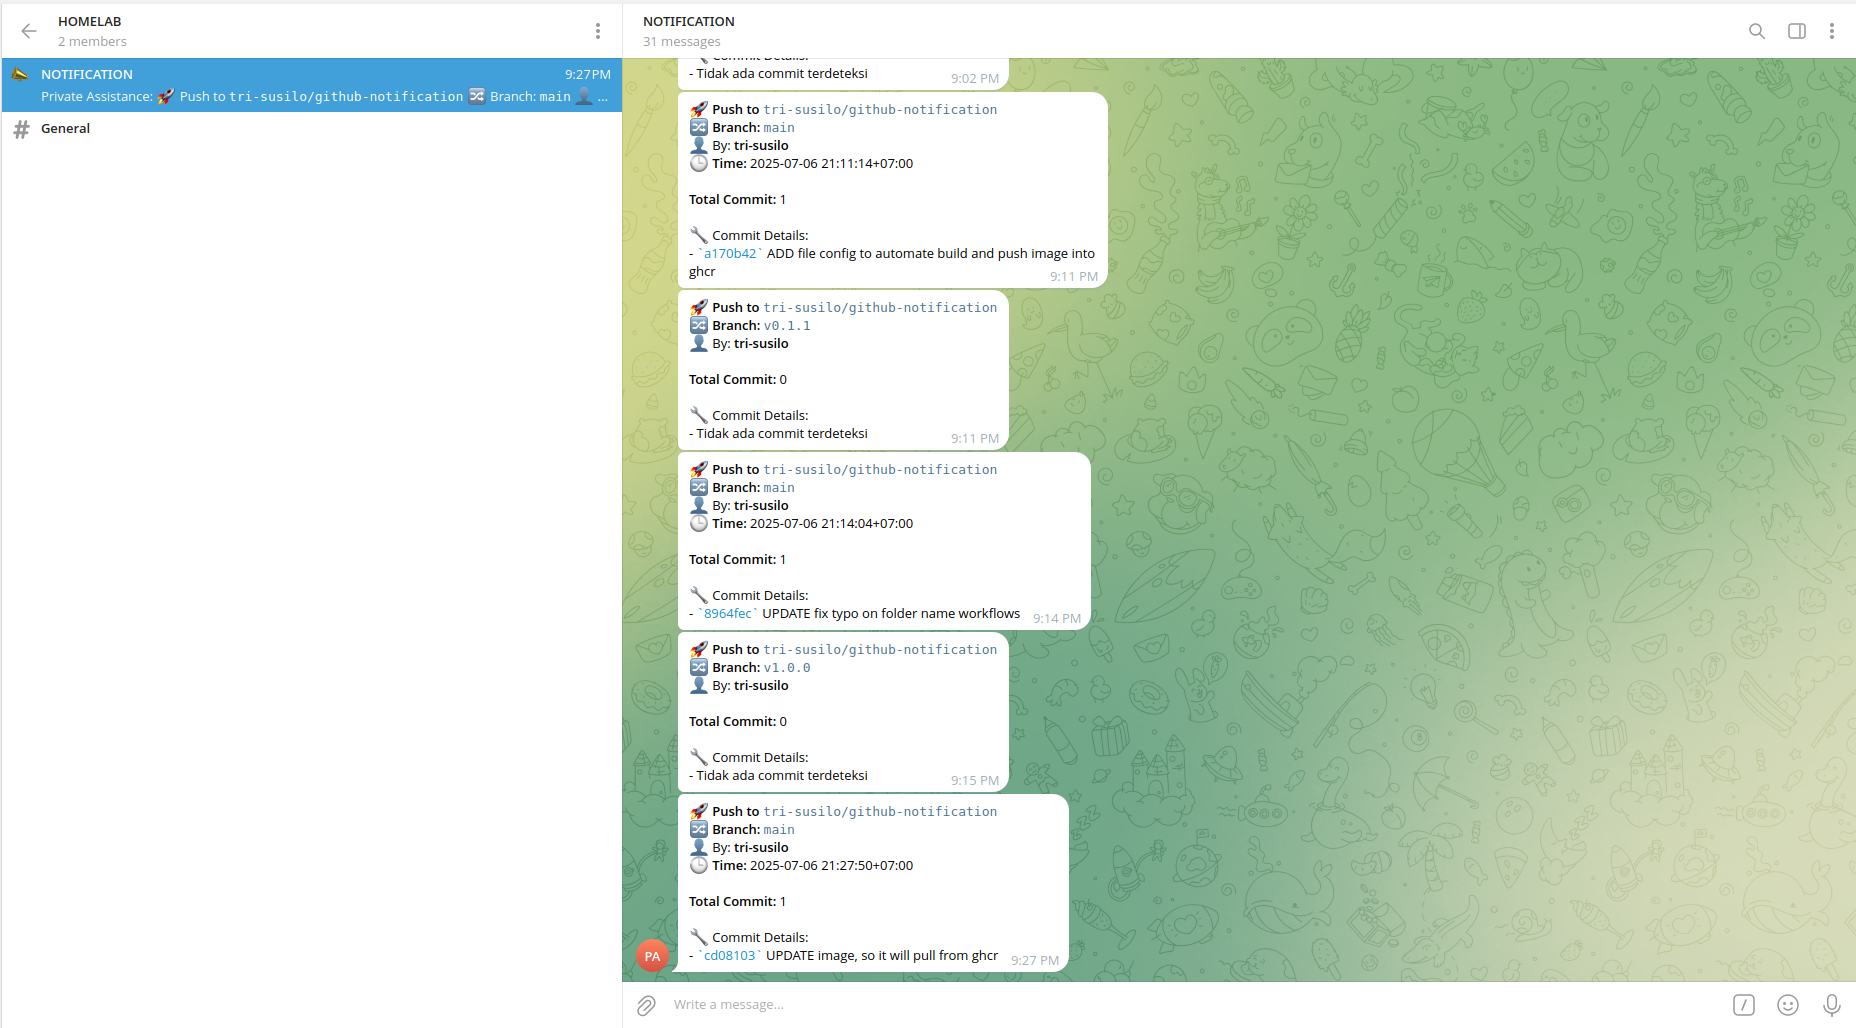 HOMELAB
2 members
NOTIFICATION 9:27PM
Private Assistance: 🚀 Push to tri-susilo/github-notification 🔀 Branch: main 👤 ...
# General
NOTIFICATION
31 messages
Commit Details:
- Tidak ada commit terdeteksi 9:02 PM
🚀 Push to tri-susilo/github-notification
🔀 Branch: main
👤 By: tri-susilo
🕒 Time: 2025-07-06 21:11:14+07:00
Total Commit: 1
🔧 Commit Details:
- `a170b42` ADD file config to automate build and push image into
ghcr 9:11 PM
🚀 Push to tri-susilo/github-notification
🔀 Branch: v0.1.1
👤 By: tri-susilo
Total Commit: 0
🔧 Commit Details:
- Tidak ada commit terdeteksi 9:11 PM
🚀 Push to tri-susilo/github-notification
🔀 Branch: main
👤 By: tri-susilo
🕒 Time: 2025-07-06 21:14:04+07:00
Total Commit: 1
🔧 Commit Details:
- `8964fec` UPDATE fix typo on folder name workflows 9:14 PM
🚀 Push to tri-susilo/github-notification
🔀 Branch: v1.0.0
👤 By: tri-susilo
Total Commit: 0
🔧 Commit Details:
- Tidak ada commit terdeteksi 9:15 PM
🚀 Push to tri-susilo/github-notification
🔀 Branch: main
👤 By: tri-susilo
🕒 Time: 2025-07-06 21:27:50+07:00
Total Commit: 1
🔧 Commit Details:
- `cd08103` UPDATE image, so it will pull from ghcr 9:27 PM
PA
Write a message...